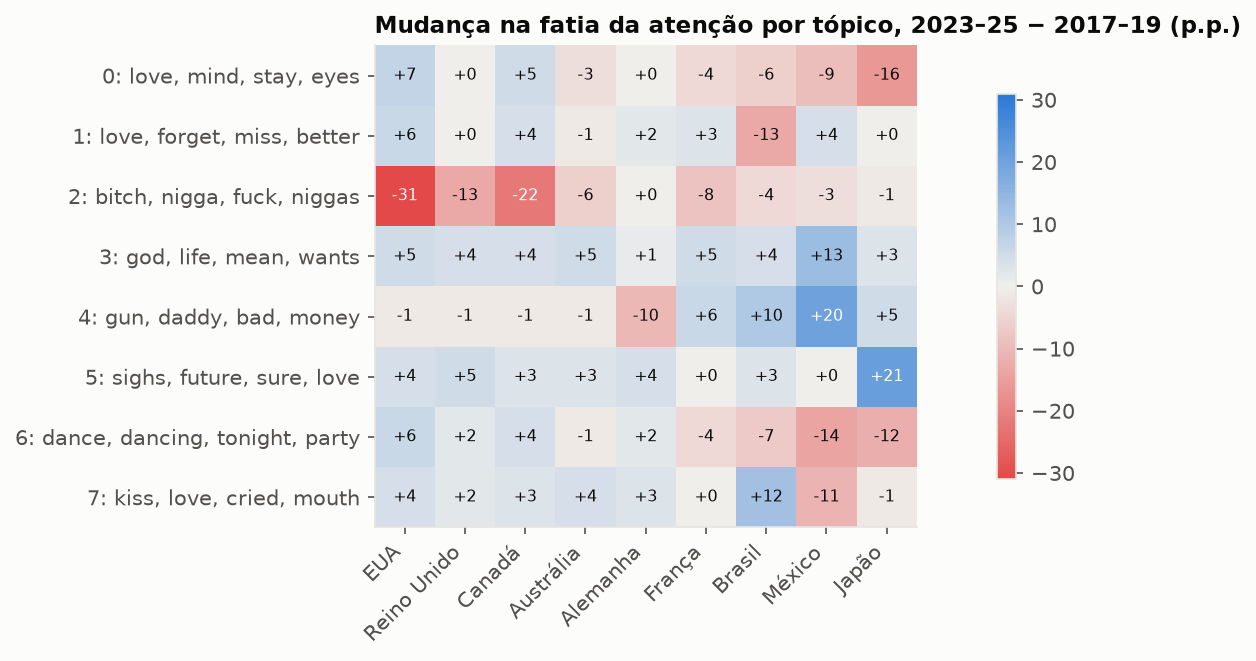 Mudança na fatia da atenção por tópico, 2023–25 − 2017–19 (p.p.)
0: love, mind, stay, eyes +7 +0 +5 -3 +0 -4 -6 -9 -16
1: love, forget, miss, better +6 +0 +4 -1 +2 +3 -13 +4 +0
2: bitch, nigga, fuck, niggas -31 -13 -22 -6 +0 -8 -4 -3 -1
3: god, life, mean, wants +5 +4 +4 +5 +1 +5 +4 +13 +3
4: gun, daddy, bad, money -1 -1 -1 -1 -10 +6 +10 +20 +5
5: sighs, future, sure, love +4 +5 +3 +3 +4 +0 +3 +0 +21
6: dance, dancing, tonight, party +6 +2 +4 -1 +2 -4 -7 -14 -12
7: kiss, love, cried, mouth +4 +2 +3 +4 +3 +0 +12 -11 -1
EUA
Reino Unido
Canadá
Austrália
Alemanha
França
Brasil
México
Japão
30
20
10
0
−10
−20
−30